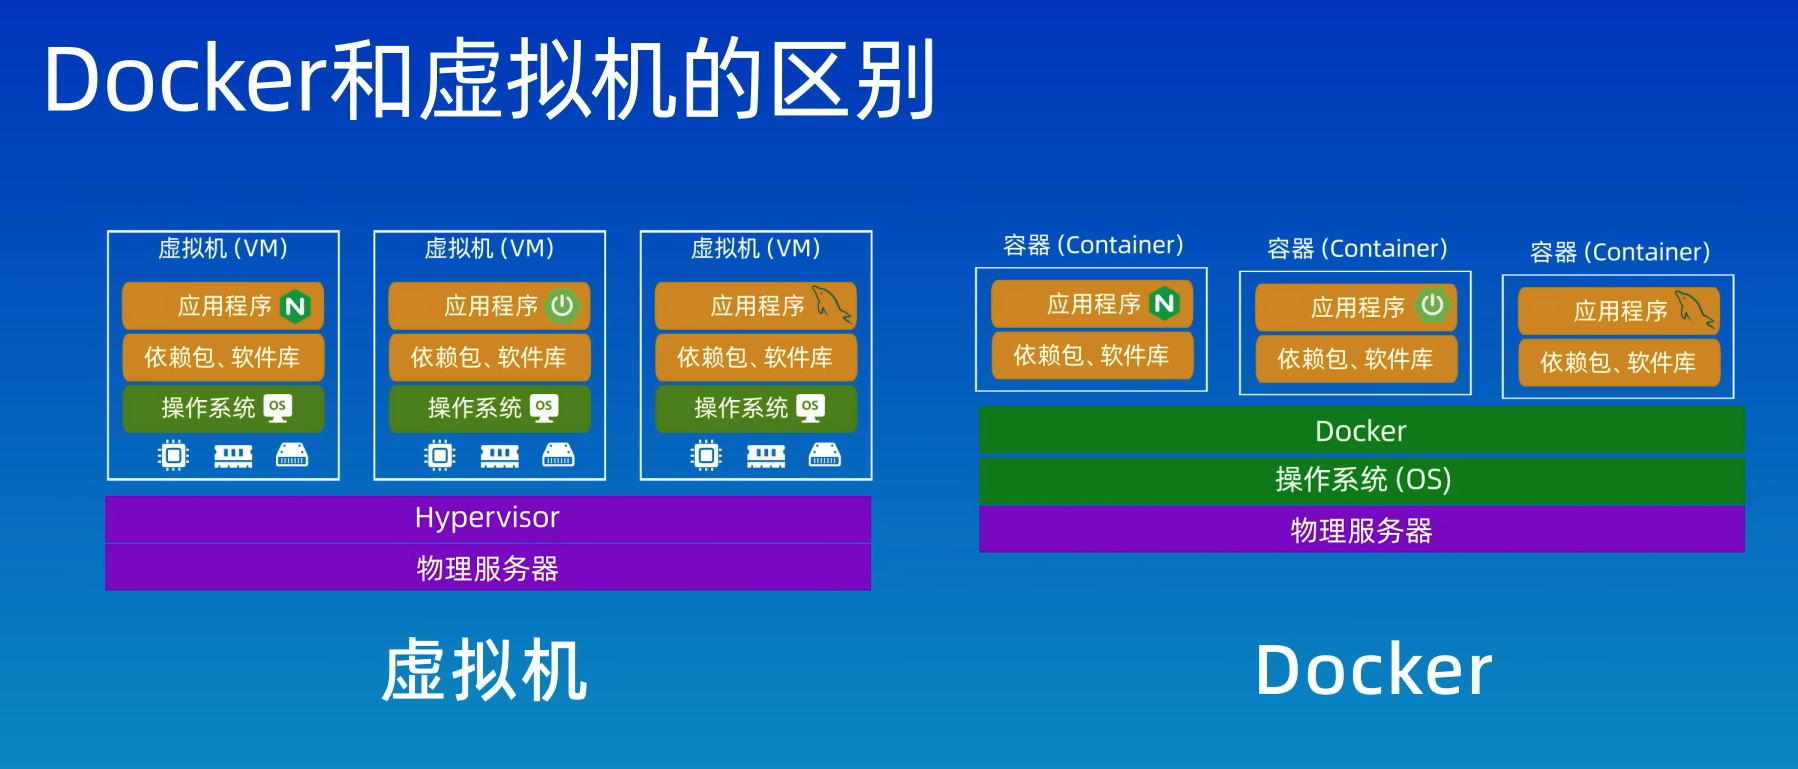 Docker和虚拟机的区别
虚拟机 (VM)
应用程序 N
依赖包、软件库
操作系统 OS
虚拟机 (VM)
应用程序
依赖包、软件库
操作系统 OS
虚拟机 (VM)
应用程序
依赖包、软件库
操作系统 OS
Hypervisor
物理服务器
虚拟机
容器 (Container)
应用程序 N
依赖包、软件库
容器 (Container)
应用程序
依赖包、软件库
容器 (Container)
应用程序
依赖包、软件库
Docker
操作系统 (OS)
物理服务器
Docker